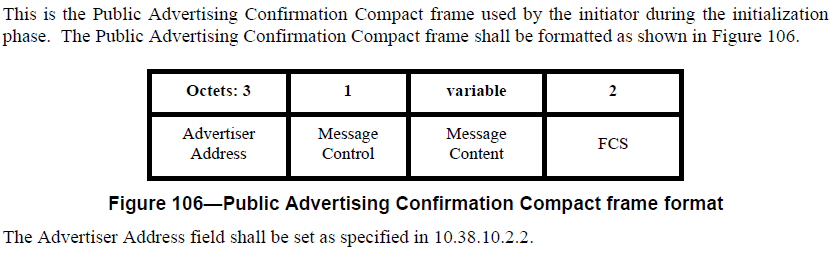 This is the Public Advertising Confirmation Compact frame used by the initiator during the initialization
phase. The Public Advertising Confirmation Compact frame shall be formatted as shown in Figure 106.
Octets: 3 1 variable 2
Advertiser Address Message Control Message Content FCS
Figure 106—Public Advertising Confirmation Compact frame format
The Advertiser Address field shall be set as specified in 10.38.10.2.2.